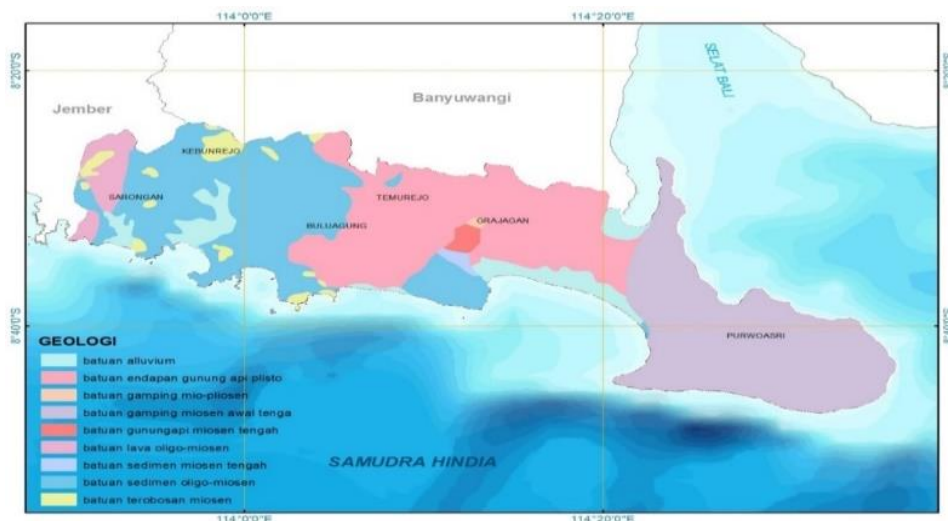 114°0'0"E
114°20'0"E
8°20'S
SELAT BALI
Jember
Banyuwangi
KEBUNREJO
SARONGAN
TEMUREJO
GRAJAGAN
BULUAGUNG
8°40'S
PURWOASRI
GEOLOGI
batuan alluvium
batuan endapan gunung api plisto
batuan gamping mio-pliosen
batuan gamping miosen awal tenga
batuan gunungapi miosen tengah
batuan lava oligo-miosen
batuan sedimen miosen tengah
batuan sedimen oligo-miosen
batuan terobosan miosen
SAMUDRA HINDIA
114°0'0"E
114°20'0"E